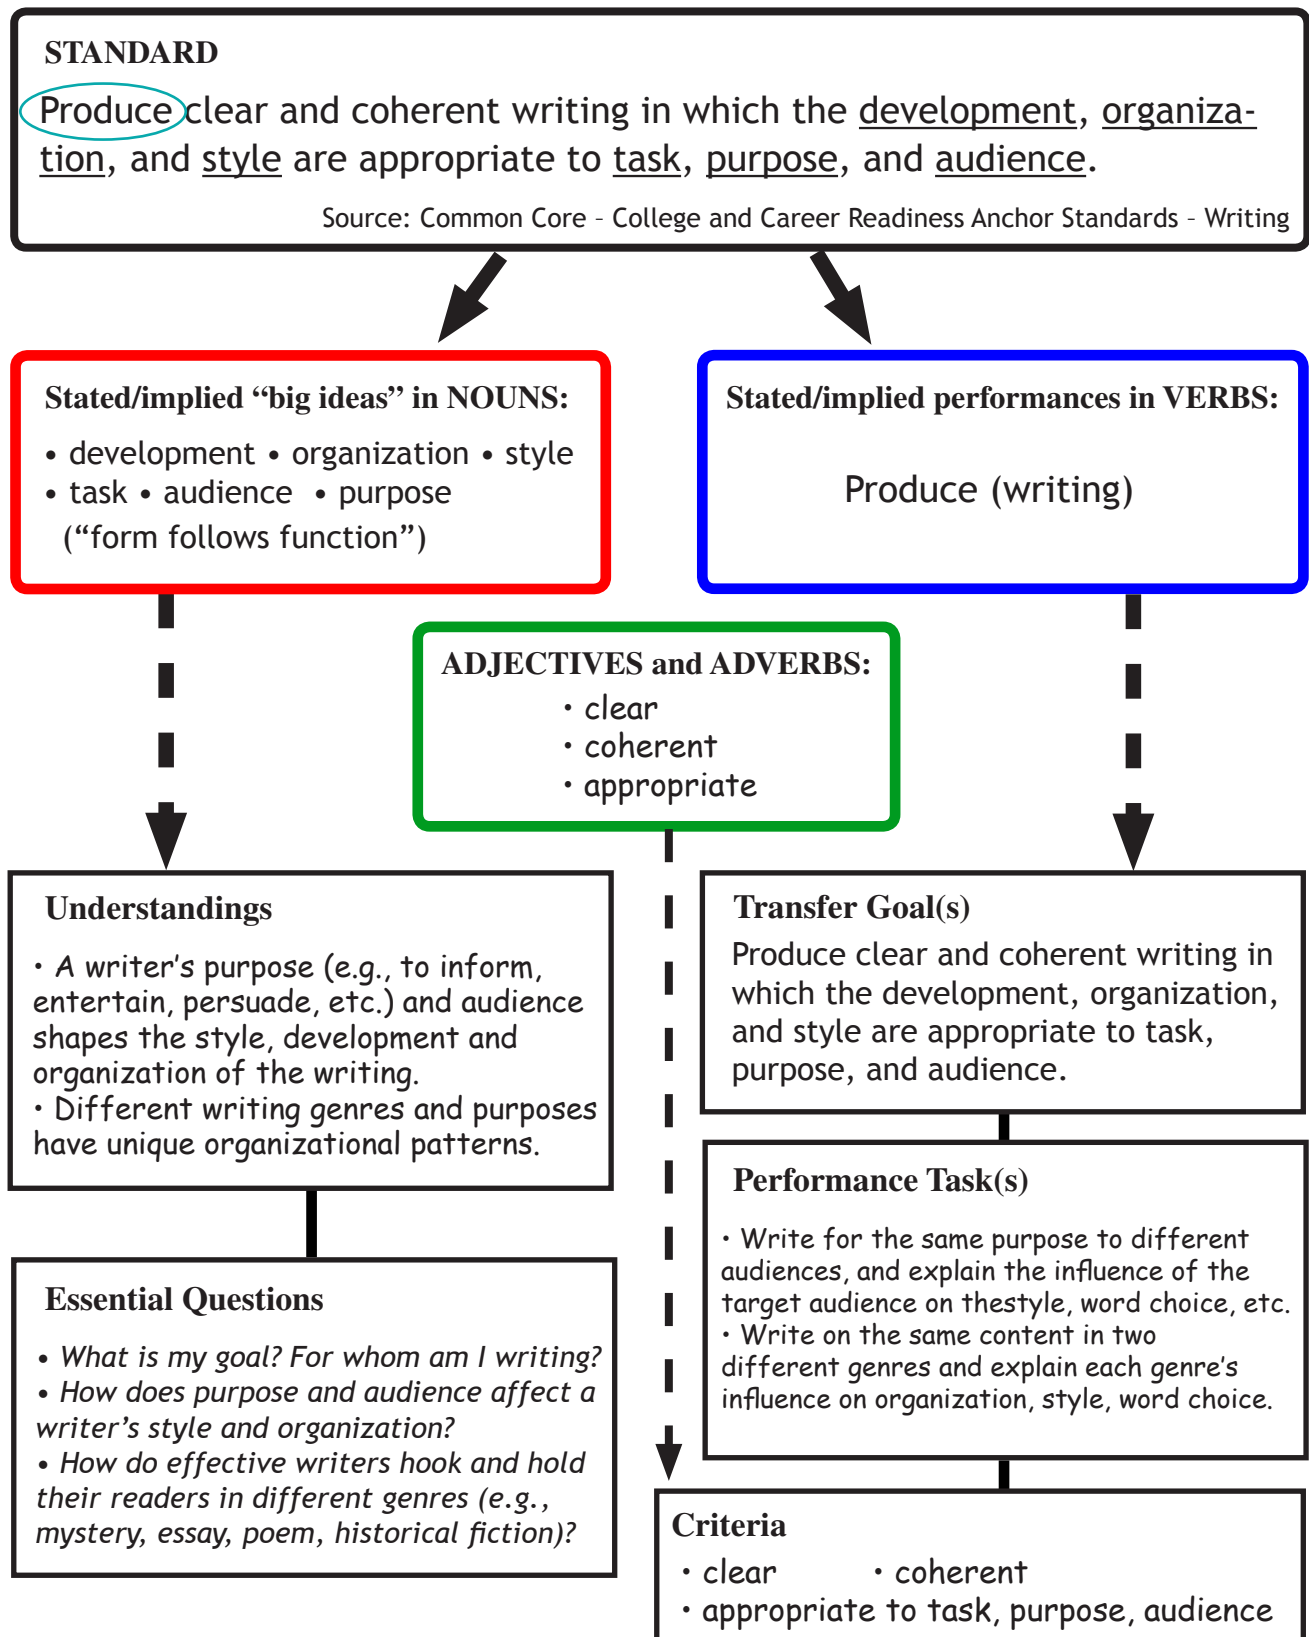 STANDARD
Produce clear and coherent writing in which the development, organiza-
tion, and style are appropriate to task, purpose, and audience.
Source: Common Core – College and Career Readiness Anchor Standards – Writing
Stated/implied “big ideas” in NOUNS:
• development • organization • style
• task • audience • purpose
(“form follows function”)
Stated/implied performances in VERBS:
Produce (writing)
ADJECTIVES and ADVERBS:
• clear
• coherent
• appropriate
Understandings
• A writer’s purpose (e.g., to inform,
entertain, persuade, etc.) and audience
shapes the style, development and
organization of the writing.
• Different writing genres and purposes
have unique organizational patterns.
Essential Questions
• What is my goal? For whom am I writing?
• How does purpose and audience affect a
writer’s style and organization?
• How do effective writers hook and hold
their readers in different genres (e.g.,
mystery, essay, poem, historical fiction)?
Transfer Goal(s)
Produce clear and coherent writing in
which the development, organization,
and style are appropriate to task,
purpose, and audience.
Performance Task(s)
• Write for the same purpose to different
audiences, and explain the influence of the
target audience on thestyle, word choice, etc.
• Write on the same content in two
different genres and explain each genre’s
influence on organization, style, word choice.
Criteria
• clear • coherent
• appropriate to task, purpose, audience